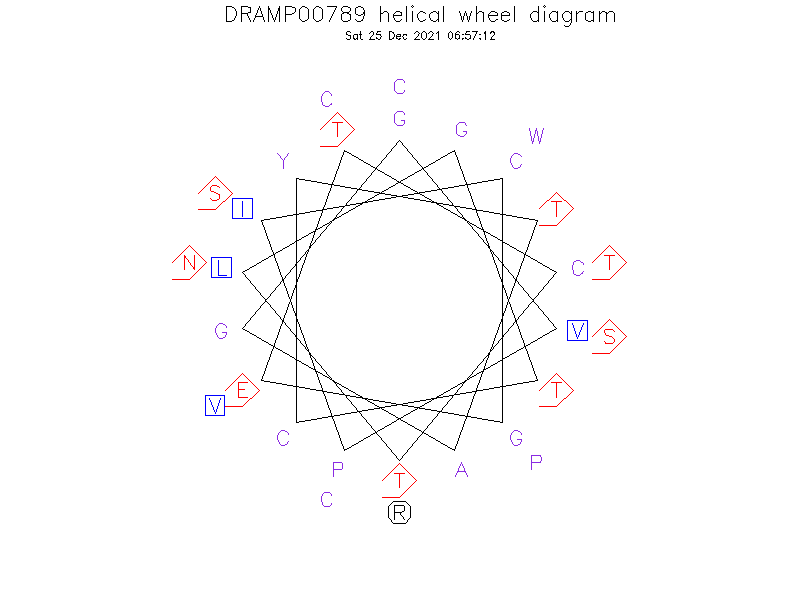 DRAMP00789 helical wheel diagram
Sat 25 Dec 2021 06:57:12
C
C
G
T
G
W
Y
C
S
I
T
N
L
C
T
G
V
S
E
T
V
C
G
P
A
P
T
C
R